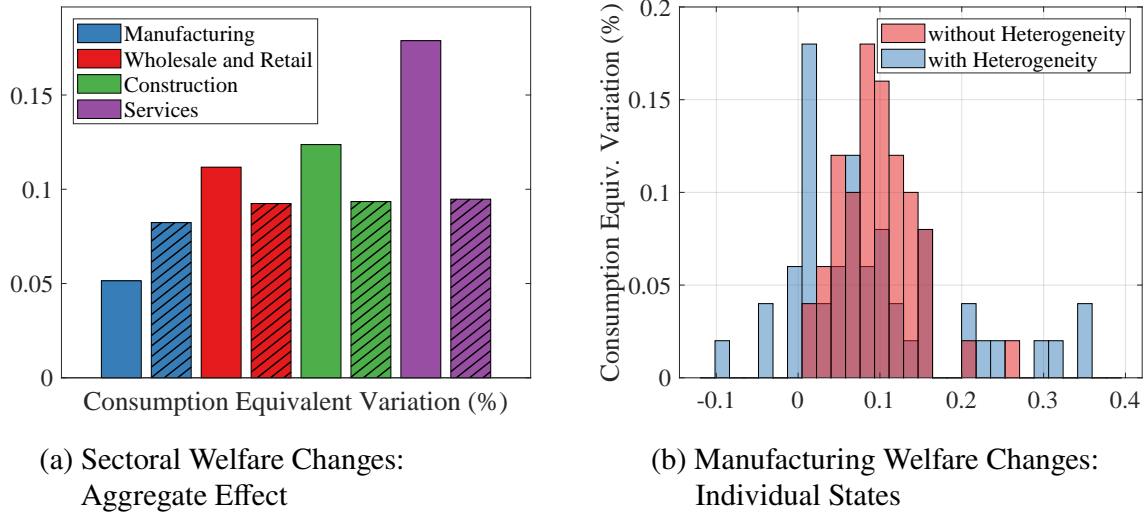 Manufacturing
Wholesale and Retail
Construction
Services
0.15
0.1
0.05
0
Consumption Equivalent Variation (%)
(a) Sectoral Welfare Changes:
Aggregate Effect
Consumption Equiv. Variation (%)
0.2
0.15
0.1
0.05
0
without Heterogeneity
with Heterogeneity
-0.1 0 0.1 0.2 0.3 0.4
(b) Manufacturing Welfare Changes:
Individual States